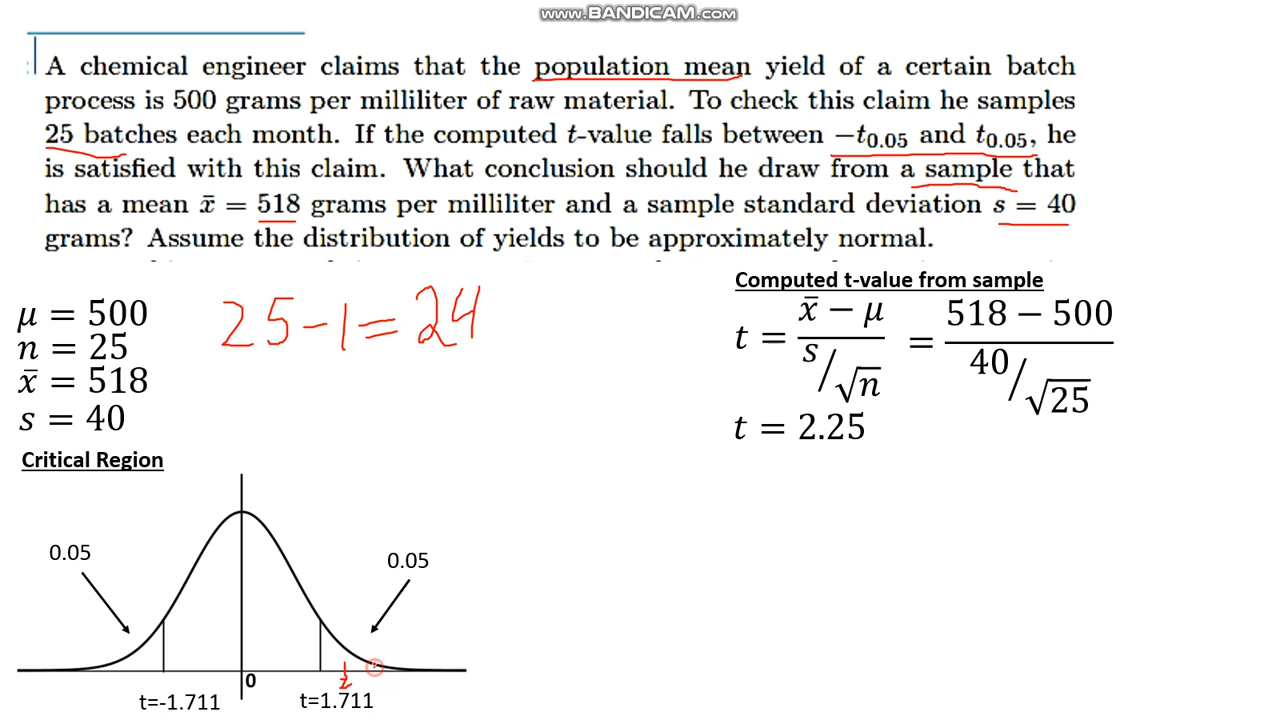 www.BANDICAM.com
A chemical engineer claims that the population mean yield of a certain batch
process is 500 grams per milliliter of raw material. To check this claim he samples
25 batches each month. If the computed t-value falls between −t0.05 and t0.05, he
is satisfied with this claim. What conclusion should he draw from a sample that
has a mean x̄ = 518 grams per milliliter and a sample standard deviation s = 40
grams? Assume the distribution of yields to be approximately normal.
μ = 500
n = 25
x̄ = 518
s = 40
25 − 1 = 24
Computed t-value from sample
t = (x̄ − μ) / (s/√n) = (518 − 500) / (40/√25)
t = 2.25
Critical Region
0.05
0.05
0
t=-1.711
t=1.711